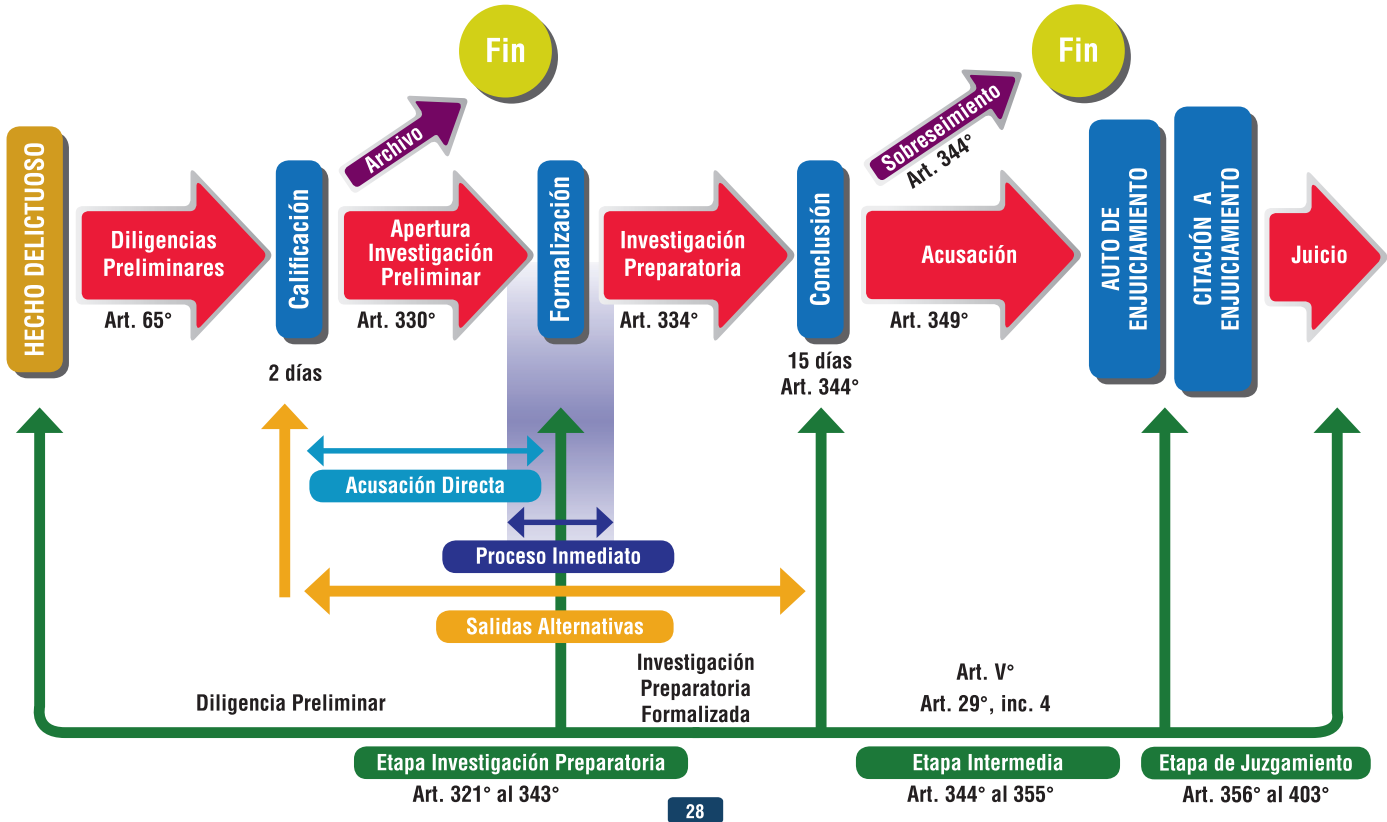 Fin
Fin
HECHO DELICTUOSO
Diligencias
Preliminares
Art. 65°
Calificación
2 días
Archivo
Apertura
Investigación
Preliminar
Art. 330°
Formalización
Investigación
Preparatoria
Art. 334°
Conclusión
15 días
Art. 344°
Sobreseimiento
Art. 344°
Acusación
Art. 349°
AUTO DE
ENJUICIAMIENTO
CITACIÓN A
ENJUICIAMIENTO
Juicio
Acusación Directa
Proceso Inmediato
Salidas Alternativas
Diligencia Preliminar
Investigación
Preparatoria
Formalizada
Art. V°
Art. 29°, inc. 4
Etapa Investigación Preparatoria
Art. 321° al 343°
Etapa Intermedia
Art. 344° al 355°
Etapa de Juzgamiento
Art. 356° al 403°
28